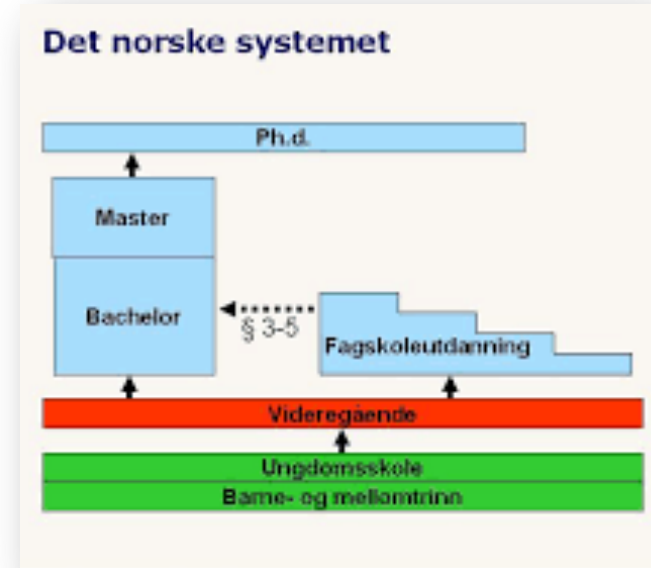 Det norske systemet
Ph.d.
Master
Bachelor
§ 3-5
Fagskoleutdanning
Videregående
Ungdomsskole
Barne- og mellomtrinn